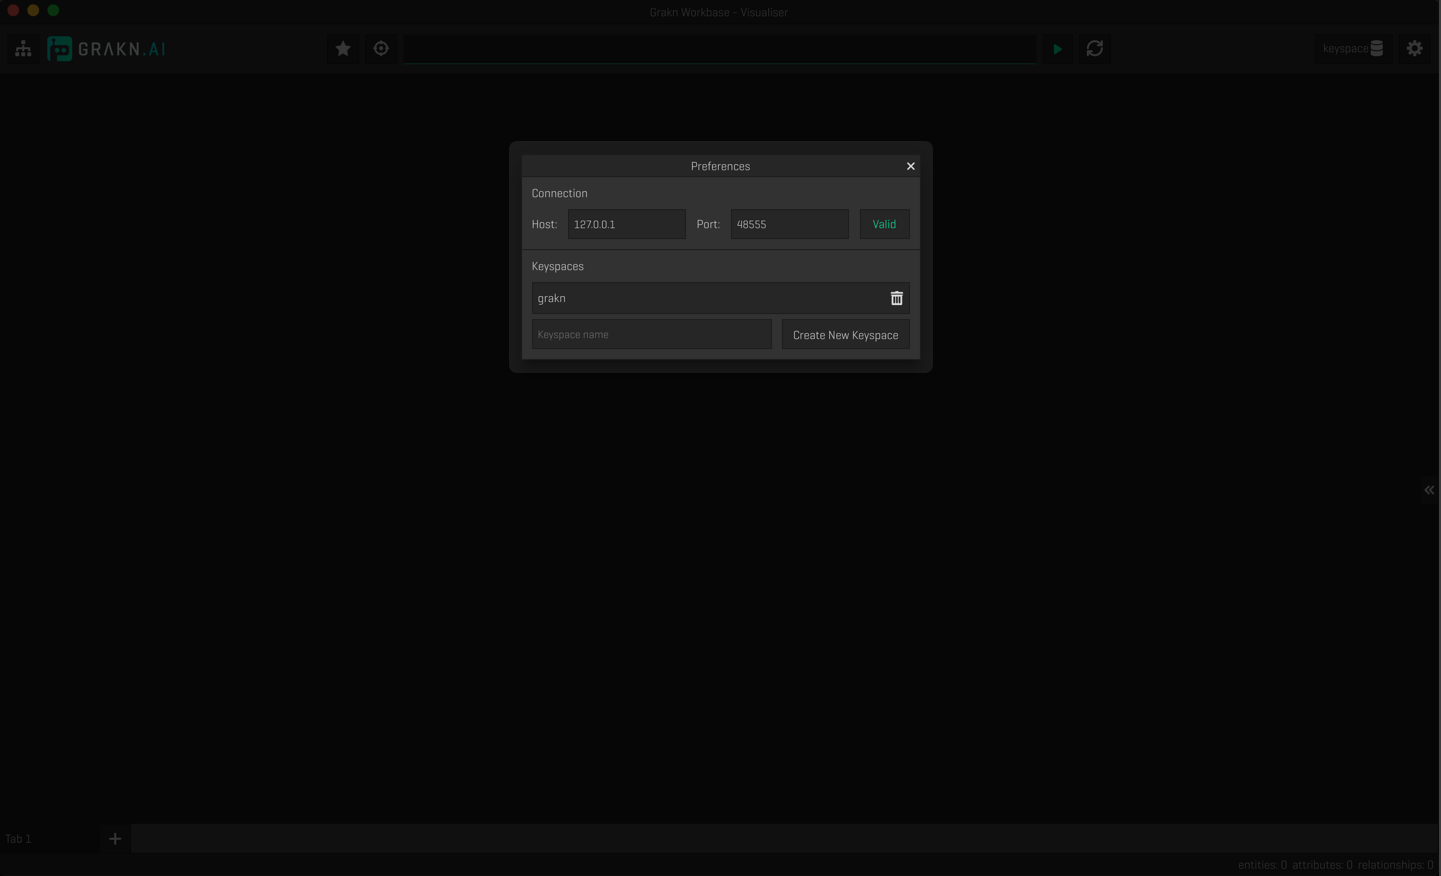 Grakn Workbase - Visualiser
GRAKN.AI
keyspace
Preferences
Connection
Host: 127.0.0.1 Port: 48555 Valid
Keyspaces
grakn
Keyspace name Create New Keyspace
Tab 1
entities: 0 attributes: 0 relationships: 0